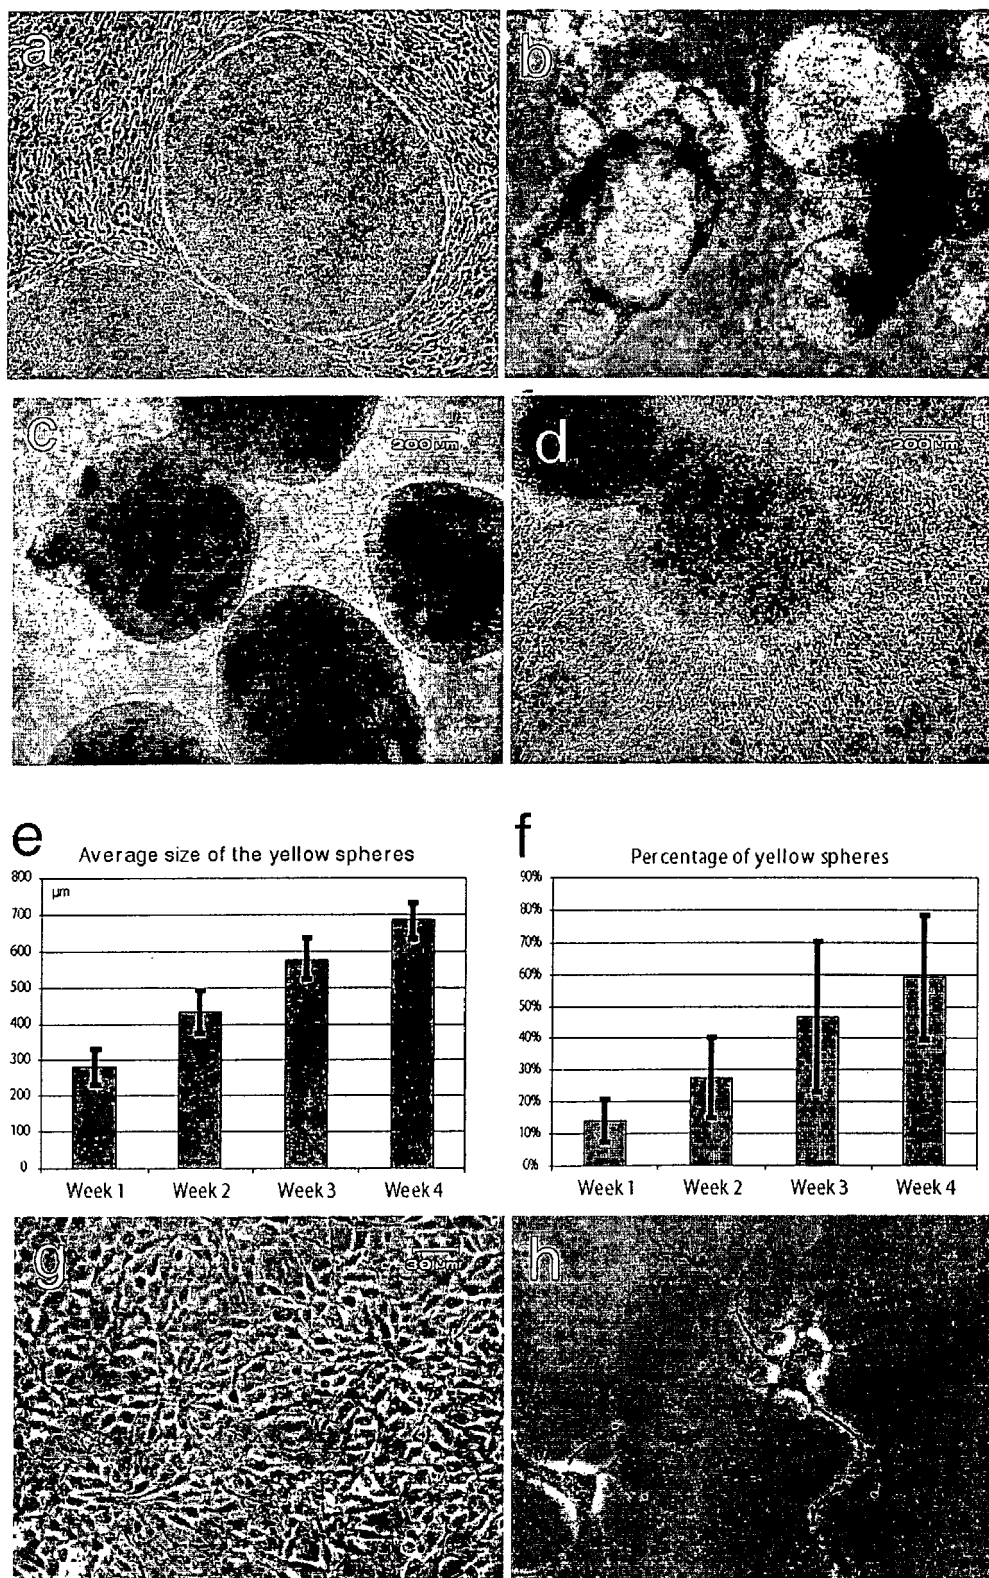 a
b
c
200 µm
d
200 µm
e
Average size of the yellow spheres
800
µm
700
600
500
400
300
200
100
0
Week 1
Week 2
Week 3
Week 4
f
Percentage of yellow spheres
90%
80%
70%
60%
50%
40%
30%
20%
10%
0%
Week 1
Week 2
Week 3
Week 4
g
30 µm
h